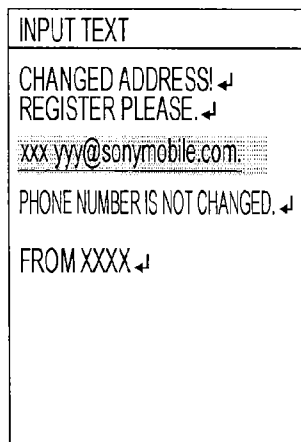 INPUT TEXT
CHANGED ADDRESS!↲
REGISTER PLEASE.↲
xxx yyy@sonymobile.com.
PHONE NUMBER IS NOT CHANGED.↲
FROM XXXX↲